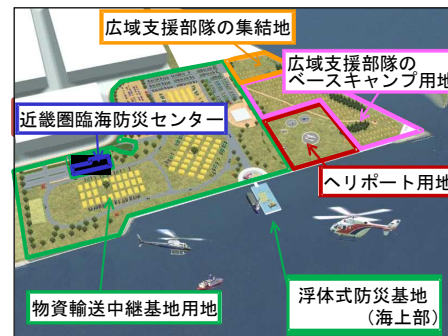 広域支援部隊の集結地
広域支援部隊の
ベースキャンプ用地
近畿圏臨海防災センター
ヘリポート用地
物資輸送中継基地用地
浮体式防災基地
（海上部）